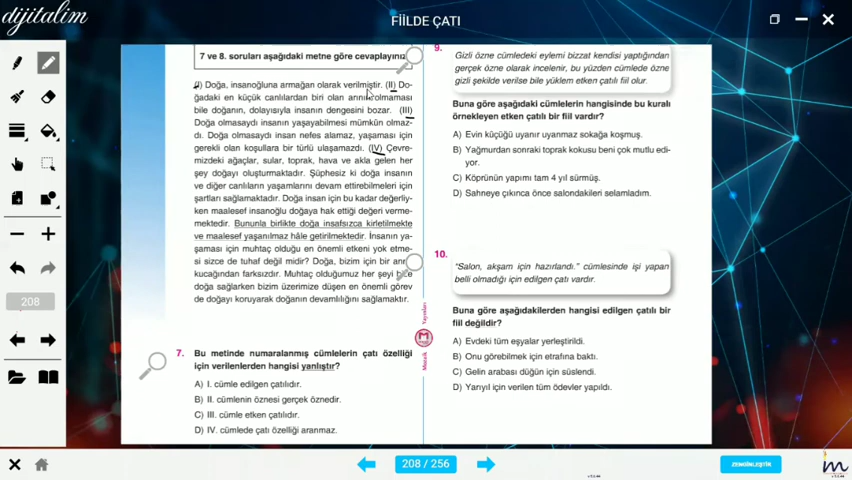 dijitalim
FİİLDE ÇATI
7 ve 8. soruları aşağıdaki metne göre cevaplayınız.
(I) Doğa, insanoğluna armağan olarak verilmiştir. (II) Do-
ğadaki en küçük canlılardan biri olan arının olmaması
bile doğanın, dolayısıyla insanın dengesini bozar. (III)
Doğa olmasaydı insanın yaşayabilmesi mümkün olmaz-
dı. Doğa olmasaydı insan nefes alamaz, yaşaması için
gerekli olan koşullara bir türlü ulaşamazdı. (IV) Çevre-
mizdeki ağaçlar, sular, toprak, hava ve akla gelen her
şey doğayı oluşturmaktadır. Şüphesiz ki doğa insanın
ve diğer canlıların yaşamlarını devam ettirebilmeleri için
şartları sağlamaktadır. Doğa insan için bu kadar değerliy-
ken maalesef insanoğlu doğaya hak ettiği değeri verme-
mektedir. Bununla birlikte doğa insafsızca kirletilmekte
ve maalesef yaşanılmaz hâle getirilmektedir. İnsanın ya-
şaması için muhtaç olduğu en önemli etkeni yok etme-
si sizce de tuhaf değil midir? Doğa, bizim için bir anne
kucağından farksızdır. Muhtaç olduğumuz her şeyi bize
doğa sağlarken bizim üzerimize düşen en önemli görev
de doğayı koruyarak doğanın devamlılığını sağlamaktır.
7. Bu metinde numaralanmış cümlelerin çatı özelliği
için verilenlerden hangisi yanlıştır?
A) I. cümle edilgen çatılıdır.
B) II. cümlenin öznesi gerçek öznedir.
C) III. cümle etken çatılıdır.
D) IV. cümlede çatı özelliği aranmaz.
Mozaik Yayınları
9.
Gizli özne cümledeki eylemi bizzat kendisi yaptığından
gerçek özne olarak incelenir, bu yüzden cümlede özne
gizli şekilde verilse bile yüklem etken çatılı fiil olur.
Buna göre aşağıdaki cümlelerin hangisinde bu kuralı
örnekleyen etken çatılı bir fiil vardır?
A) Evin küçüğü uyanır uyanmaz sokağa koşmuş.
B) Yağmurdan sonraki toprak kokusu beni çok mutlu edi-
yor.
C) Köprünün yapımı tam 4 yıl sürmüş.
D) Sahneye çıkınca önce salondakileri selamladım.
10.
"Salon, akşam için hazırlandı." cümlesinde işi yapan
belli olmadığı için edilgen çatı vardır.
Buna göre aşağıdakilerden hangisi edilgen çatılı bir
fiil değildir?
A) Evdeki tüm eşyalar yerleştirildi.
B) Onu görebilmek için etrafına baktı.
C) Gelin arabası düğün için süslendi.
D) Yarıyıl için verilen tüm ödevler yapıldı.
208
208 / 256
ZENGİNLEŞTİR
m